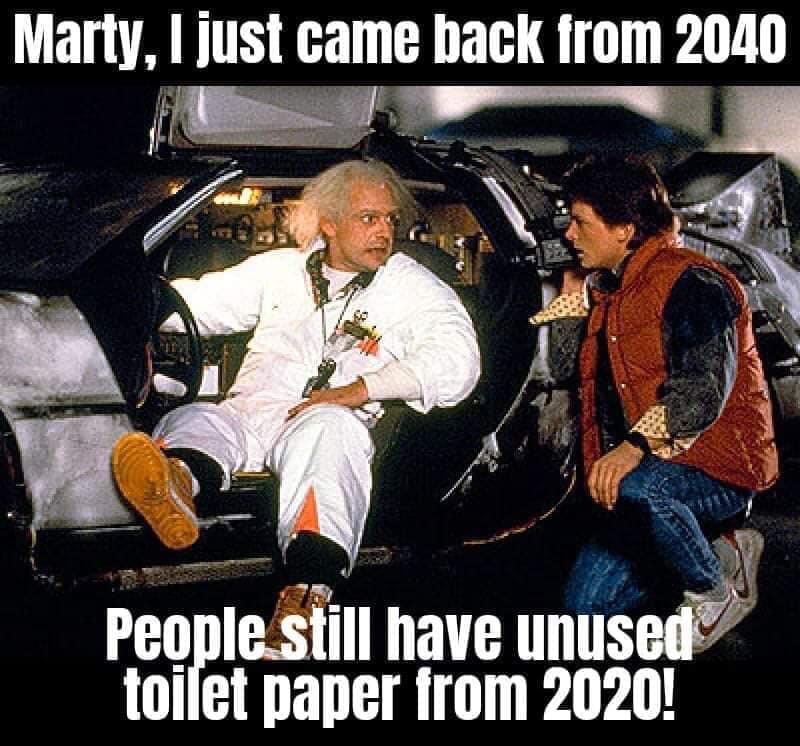 Marty, I just came back from 2040
People still have unused
toilet paper from 2020!